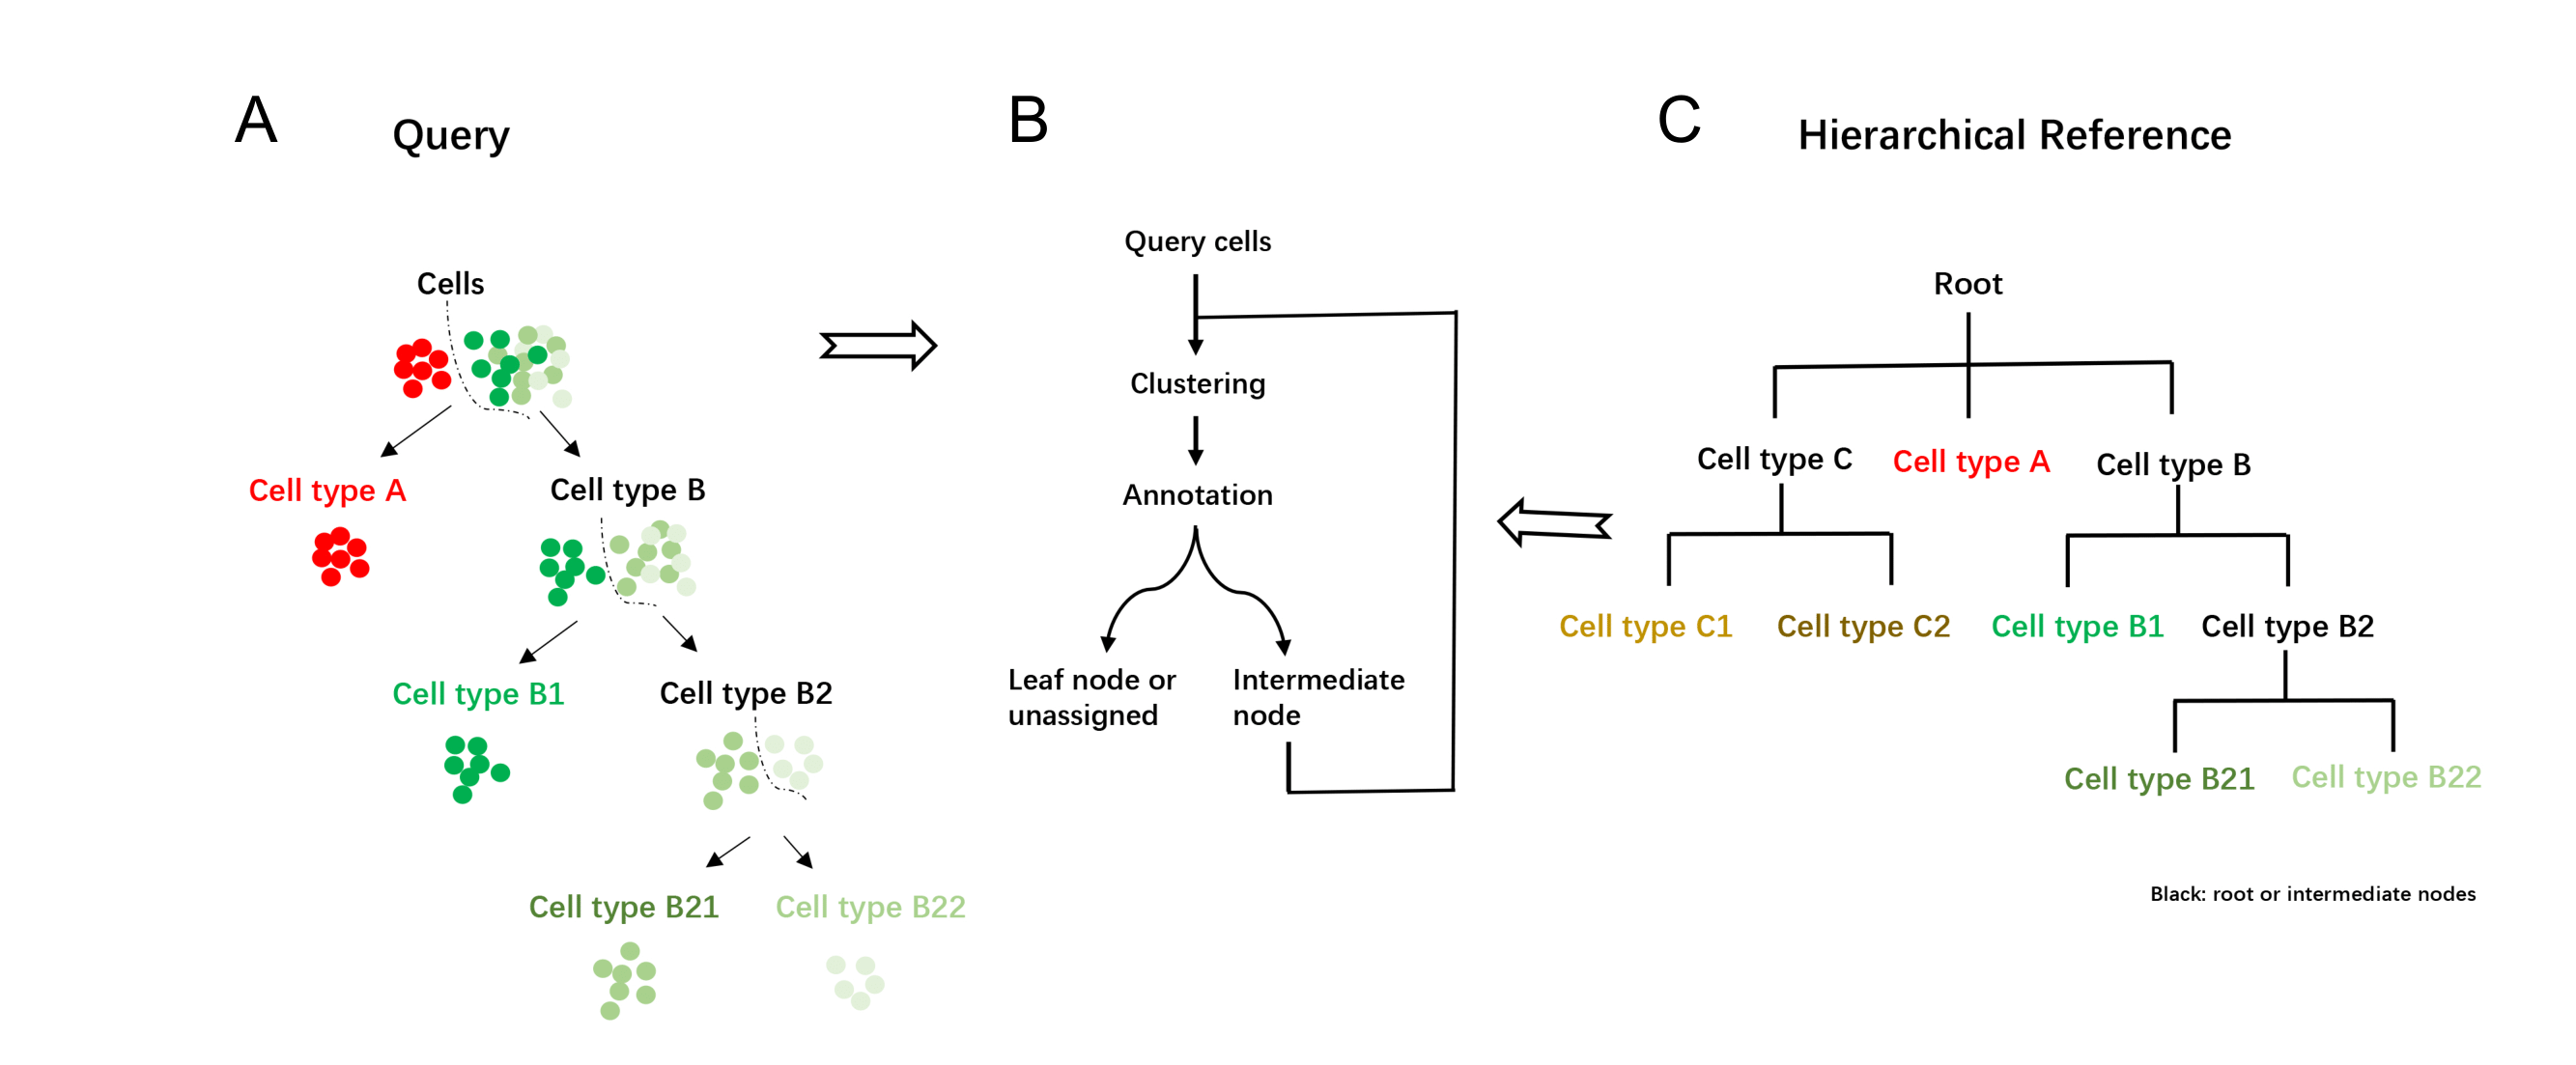 A
Query
Cells
Cell type A
Cell type B
Cell type B1
Cell type B2
Cell type B21
Cell type B22
B
Query cells
Clustering
Annotation
Leaf node or
unassigned
Intermediate
node
C
Hierarchical Reference
Root
Cell type C
Cell type A
Cell type B
Cell type C1
Cell type C2
Cell type B1
Cell type B2
Cell type B21
Cell type B22
Black: root or intermediate nodes